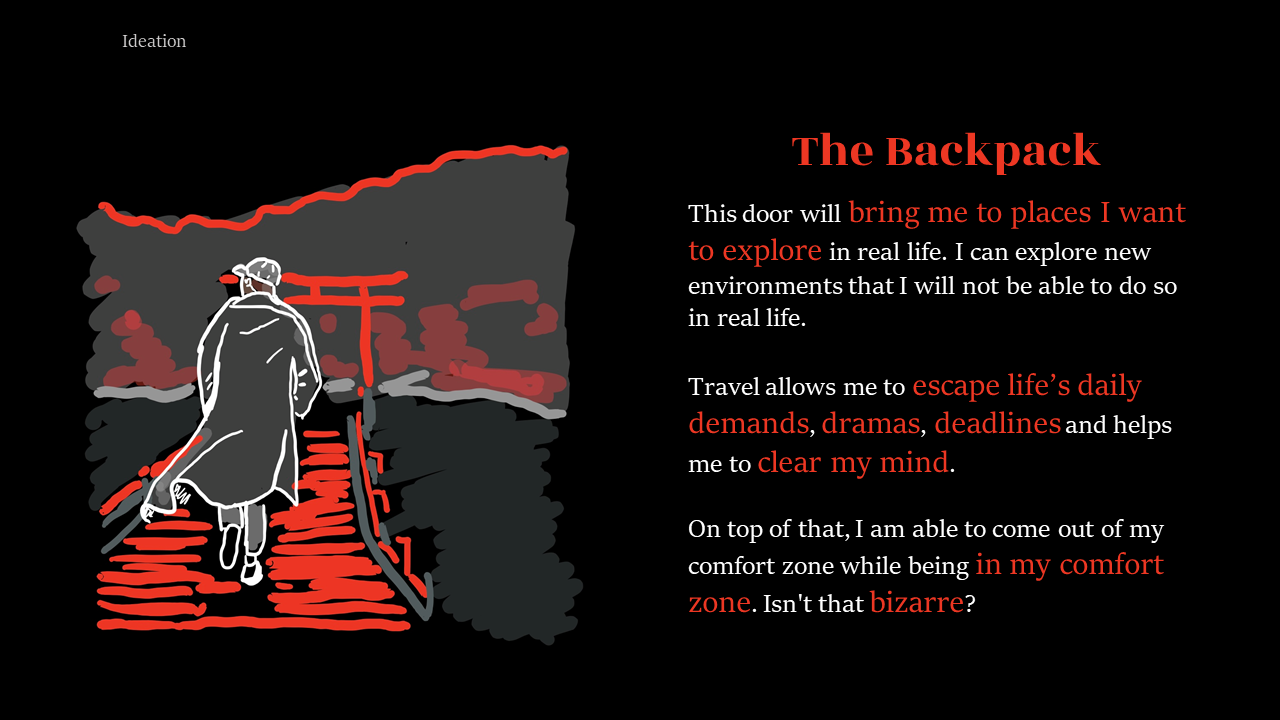 Ideation
The Backpack
This door will bring me to places I want
to explore in real life. I can explore new
environments that I will not be able to do so
in real life.
Travel allows me to escape life’s daily
demands, dramas, deadlines and helps
me to clear my mind.
On top of that, I am able to come out of my
comfort zone while being in my comfort
zone. Isn't that bizarre?